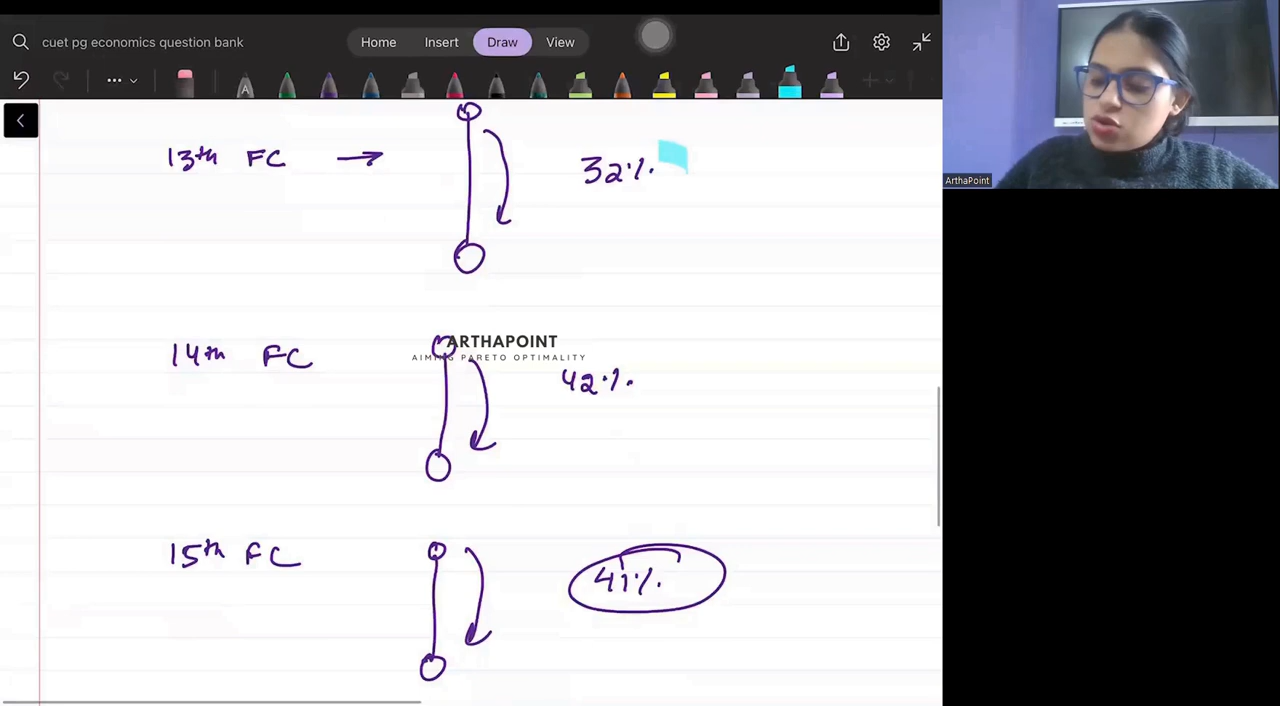 cuet pg economics question bank
Home Insert Draw View
A
13th FC → 32%.
ARTHAPOINT
AIMING PARETO OPTIMALITY
14th FC 42%.
15th FC 41%.
ArthaPoint